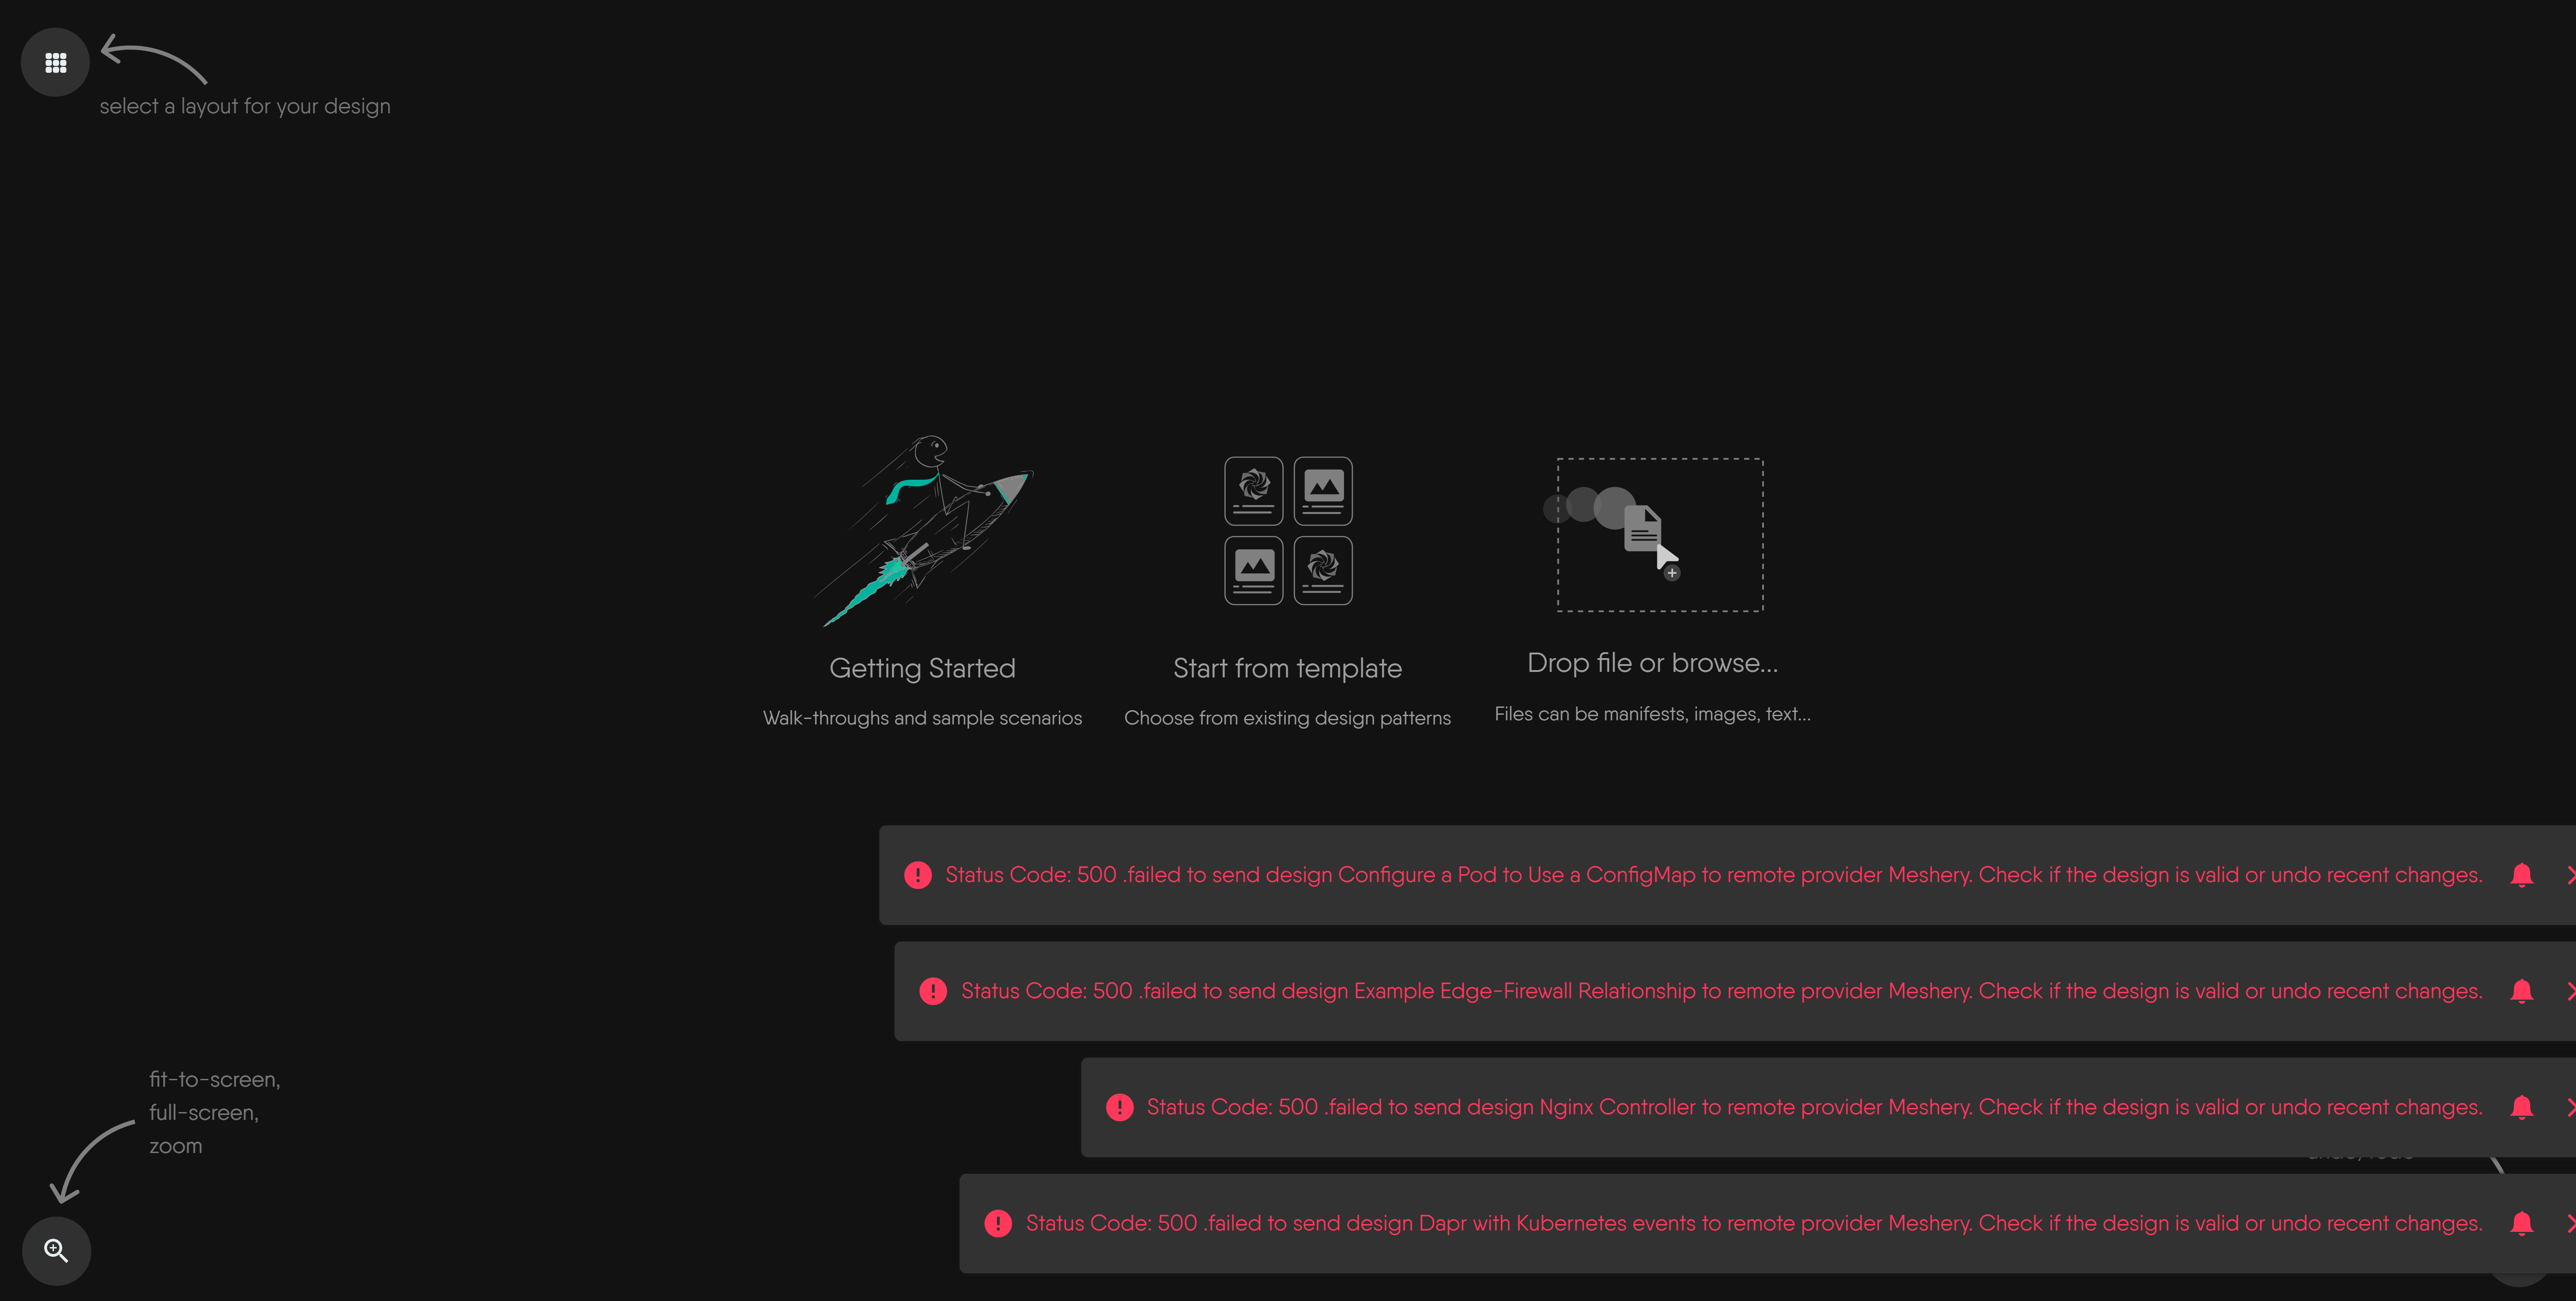 select a layout for your design
Getting Started
Walk-throughs and sample scenarios
Start from template
Choose from existing design patterns
Drop file or browse...
Files can be manifests, images, text...
Status Code: 500 .failed to send design Configure a Pod to Use a ConfigMap to remote provider Meshery. Check if the design is valid or undo recent changes.
Status Code: 500 .failed to send design Example Edge-Firewall Relationship to remote provider Meshery. Check if the design is valid or undo recent changes.
Status Code: 500 .failed to send design Nginx Controller to remote provider Meshery. Check if the design is valid or undo recent changes.
Status Code: 500 .failed to send design Dapr with Kubernetes events to remote provider Meshery. Check if the design is valid or undo recent changes.
fit-to-screen,
full-screen,
zoom